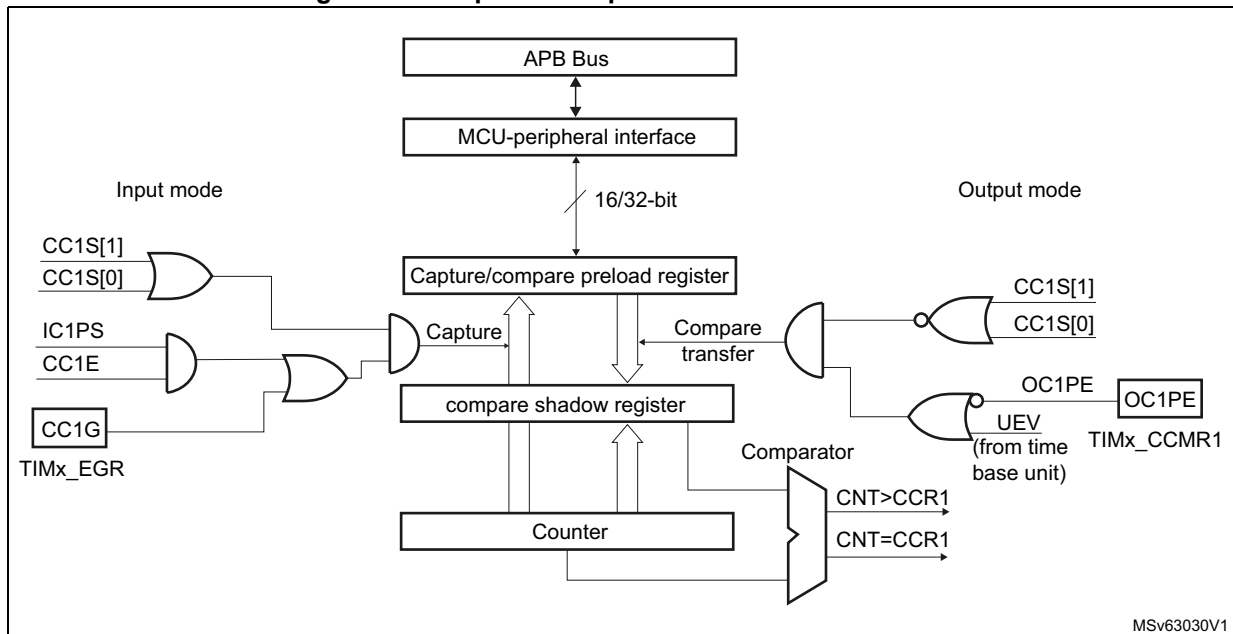 APB Bus
MCU-peripheral interface
Input mode
16/32-bit
Output mode
CC1S[1]
CC1S[0]
Capture/compare preload register
CC1S[1]
CC1S[0]
IC1PS
CC1E
Capture
Compare
transfer
CC1G
TIMx_EGR
compare shadow register
OC1PE
OC1PE
UEV
(from time
base unit)
TIMx_CCMR1
Comparator
CNT>CCR1
Counter
CNT=CCR1
MSv63030V1